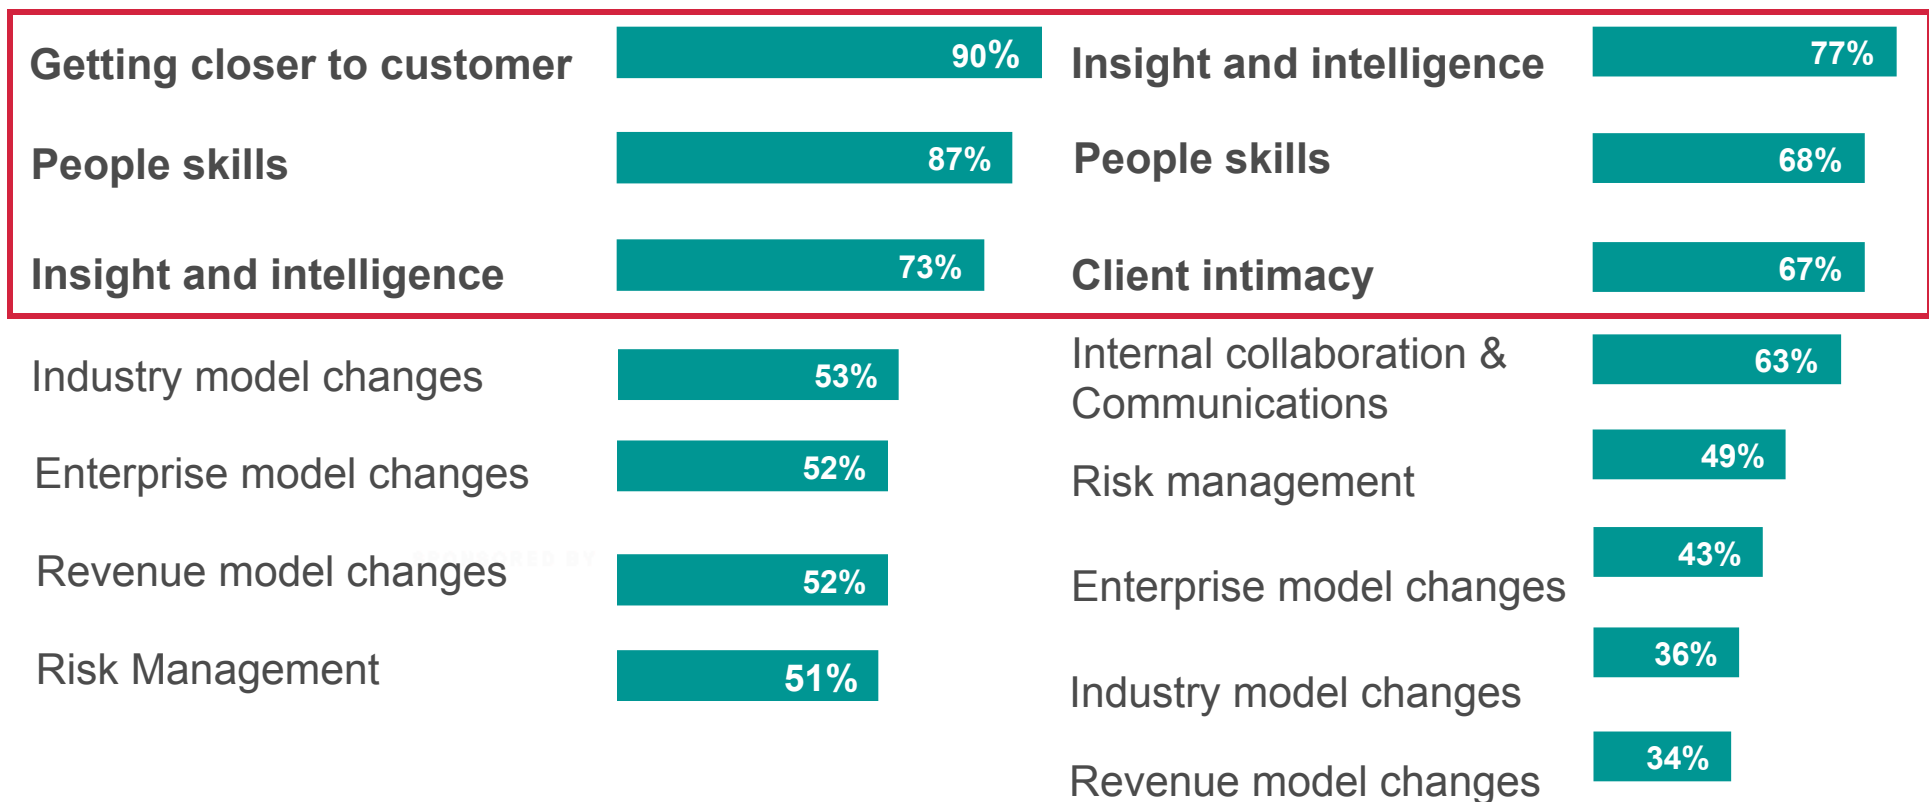 Getting closer to customer 90%
People skills 87%
Insight and intelligence 73%
Industry model changes 53%
Enterprise model changes 52%
Revenue model changes 52%
Risk Management 51%
Insight and intelligence 77%
People skills 68%
Client intimacy 67%
Internal collaboration & 63%
Communications
Risk management 49%
Enterprise model changes 43%
Industry model changes 36%
Revenue model changes 34%